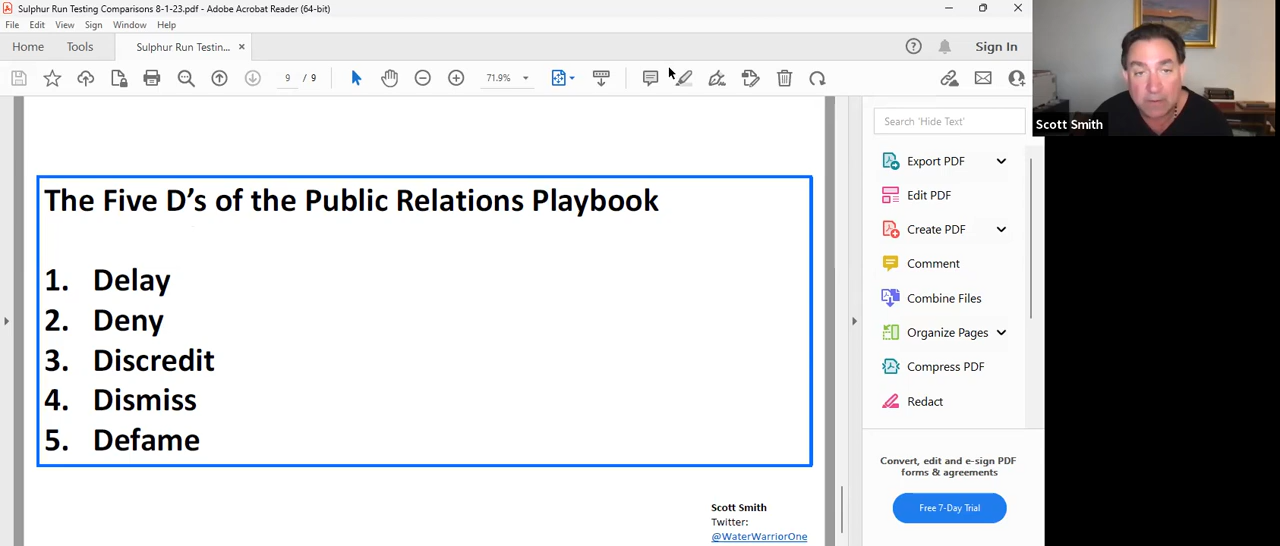 Sulphur Run Testing Comparisons 8-1-23.pdf - Adobe Acrobat Reader (64-bit)
File Edit View Sign Window Help
Home Tools Sulphur Run Testin... × Sign In
9 / 9 71.9%
The Five D’s of the Public Relations Playbook
1. Delay
2. Deny
3. Discredit
4. Dismiss
5. Defame
Scott Smith
Twitter:
@WaterWarriorOne
Search 'Hide Text'
Export PDF
Edit PDF
Create PDF
Comment
Combine Files
Organize Pages
Compress PDF
Redact
Convert, edit and e-sign PDF
forms & agreements
Free 7-Day Trial
Scott Smith